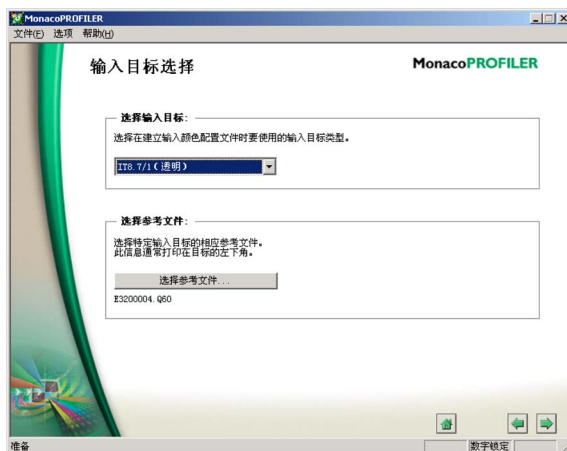 MonacoPROFILER
文件(F) 选项 帮助(H)
输入目标选择
MonacoPROFILER
选择输入目标:
选择在建立输入颜色配置文件时要使用的输入目标类型。
IT8.7/1(透明)
选择参考文件:
选择特定输入目标的相应参考文件。
此信息通常打印在目标的左下角。
选择参考文件...
E3200004.Q60
准备
数字锁定